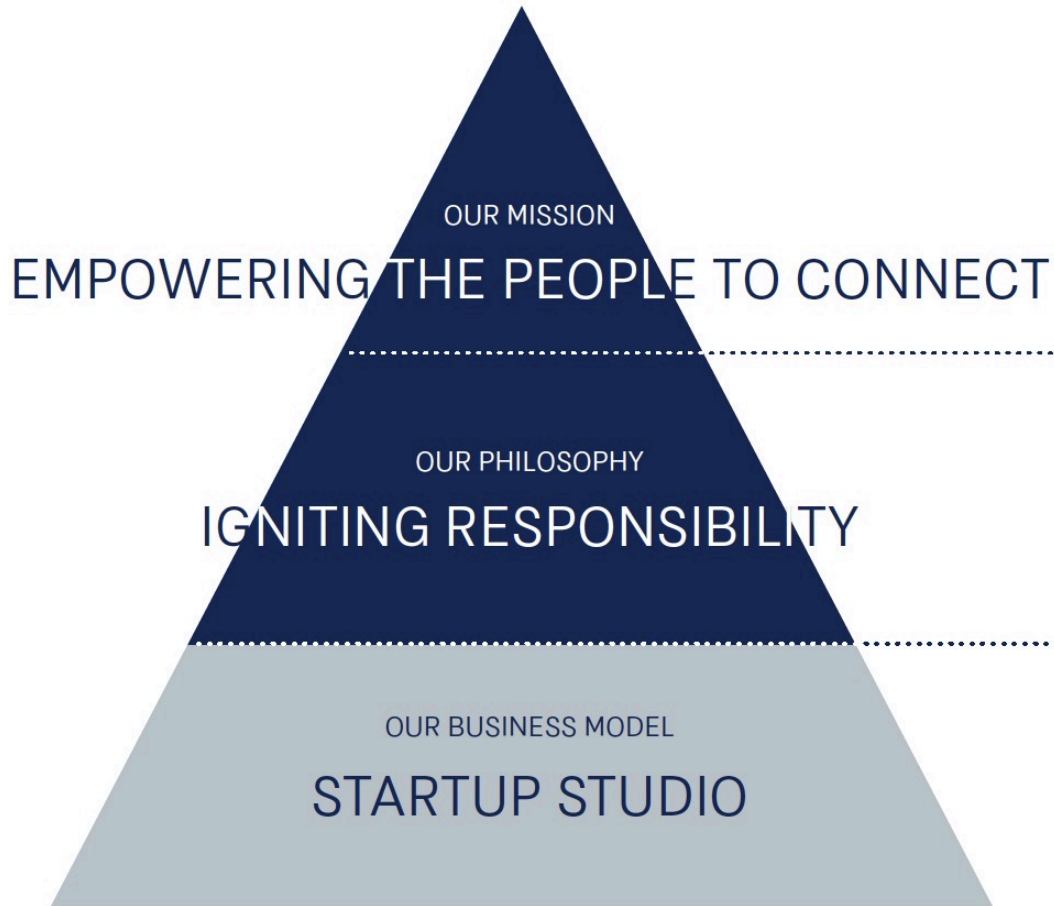 OUR MISSION
EMPOWERING THE PEOPLE TO CONNECT
OUR PHILOSOPHY
IGNITING RESPONSIBILITY
OUR BUSINESS MODEL
STARTUP STUDIO